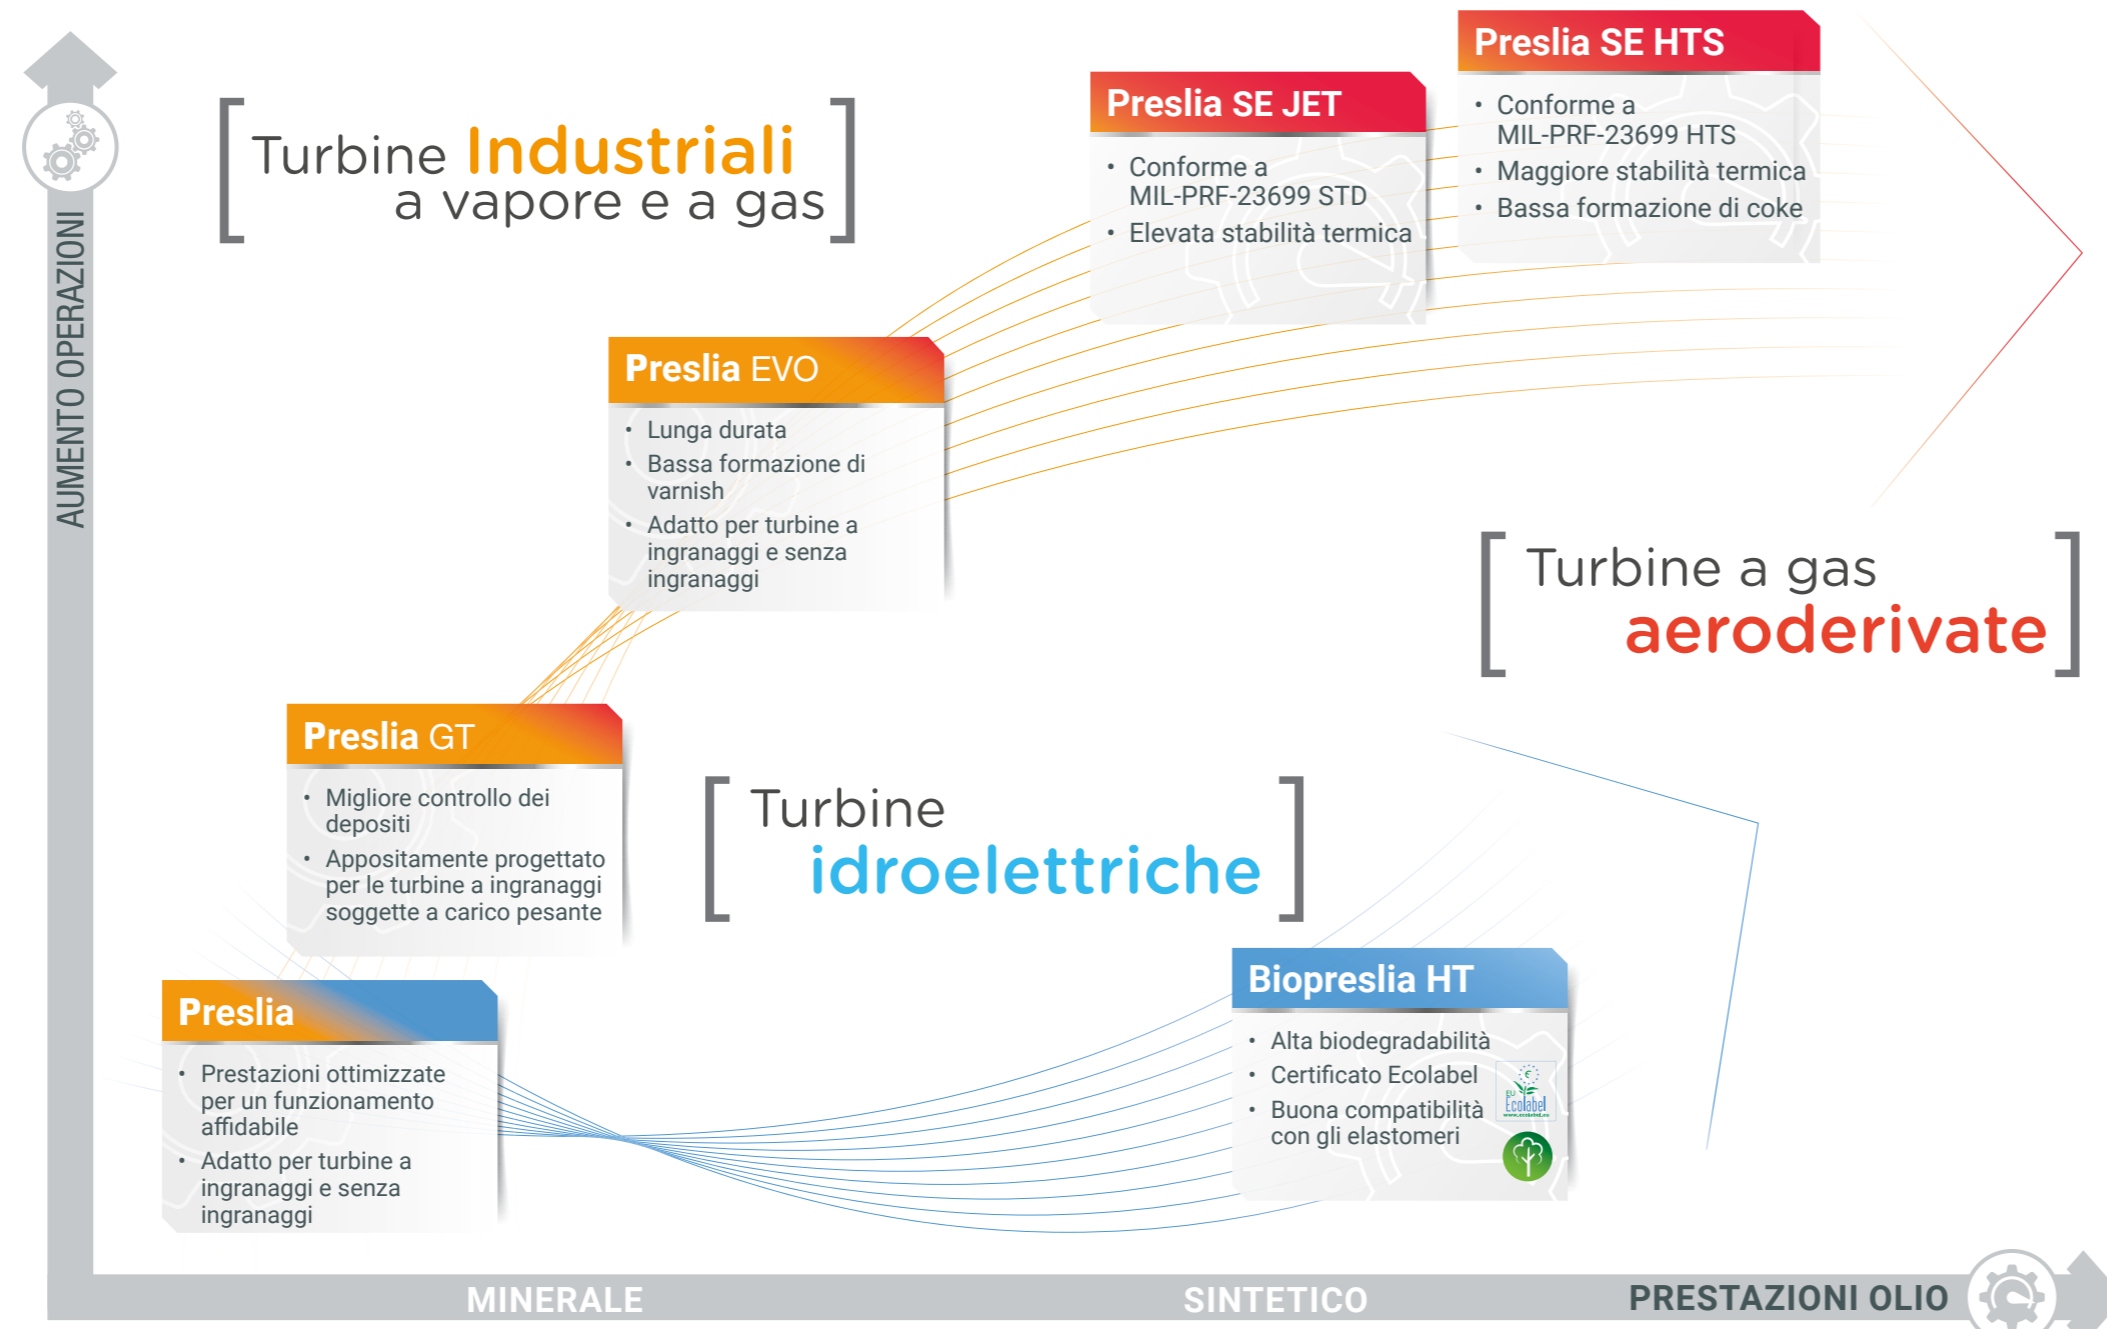 AUMENTO OPERAZIONI
Turbine Industriali
a vapore e a gas
Preslia SE JET
• Conforme a
MIL-PRF-23699 STD
• Elevata stabilità termica
Preslia SE HTS
• Conforme a
MIL-PRF-23699 HTS
• Maggiore stabilità termica
• Bassa formazione di coke
Preslia EVO
• Lunga durata
• Bassa formazione di
varnish
• Adatto per turbine a
ingranaggi e senza
ingranaggi
Turbine a gas
aeroderivate
Preslia GT
• Migliore controllo dei
depositi
• Appositamente progettato
per le turbine a ingranaggi
soggette a carico pesante
Turbine
idroelettriche
Preslia
• Prestazioni ottimizzate
per un funzionamento
affidabile
• Adatto per turbine a
ingranaggi e senza
ingranaggi
Biopreslia HT
• Alta biodegradabilità
• Certificato Ecolabel
• Buona compatibilità
con gli elastomeri
EU
Ecolabel
www.ecolabel.eu
MINERALE
SINTETICO
PRESTAZIONI OLIO